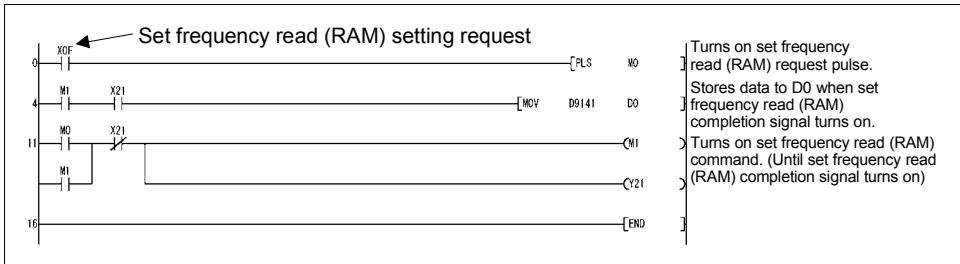 Set frequency read (RAM) setting request
X0F
0 [PLS M0 ]
Turns on set frequency
read (RAM) request pulse.
M1 X21
4 [MOV D9141 D0 ]
Stores data to D0 when set
frequency read (RAM)
completion signal turns on.
M0 X21
11 (M1 )
Turns on set frequency read (RAM)
command. (Until set frequency read
(RAM) completion signal turns on)
M1
(Y21 )
16 [END ]